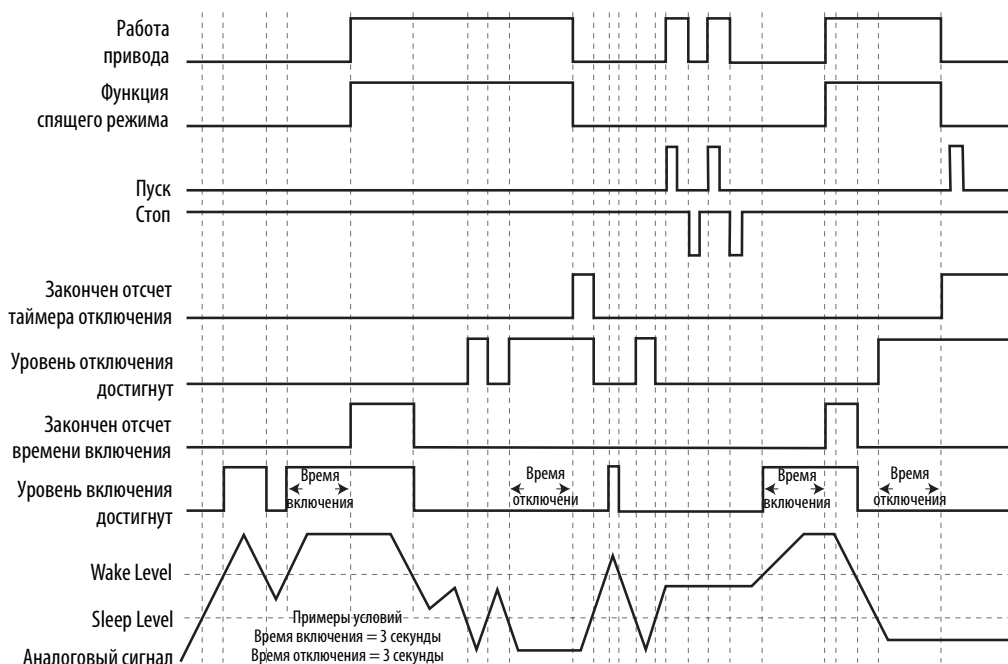 Работа
привода
Функция
спящего режима
Пуск
Стоп
Закончен отсчет
таймера отключения
Уровень отключения
достигнут
Закончен отсчет
времени включения
Уровень включения
достигнут
Время
включения
Время
отключени
Время
включения
Время
отключения
Wake Level
Sleep Level
Аналоговый сигнал
Примеры условий
Время включения = 3 секунды
Время отключения = 3 секунды